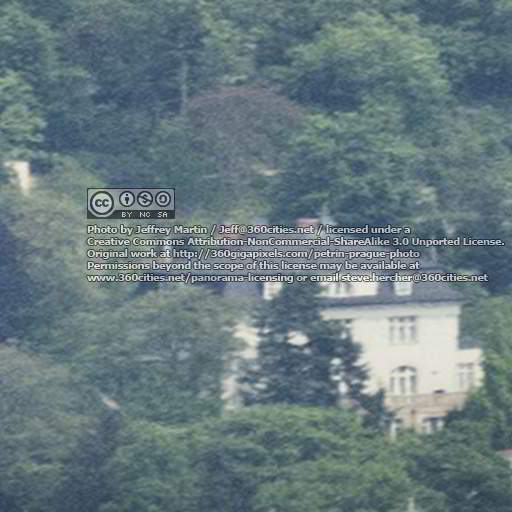 cc BY NC SA
Photo by Jeffrey Martin / Jeff@360cities.net / licensed under a
Creative Commons Attribution-NonCommercial-ShareAlike 3.0 Unported License.
Original work at http://360gigapixels.com/petrin-prague-photo
Permissions beyond the scope of this license may be available at
www.360cities.net/panorama-licensing or email steve.hercher@360cities.net